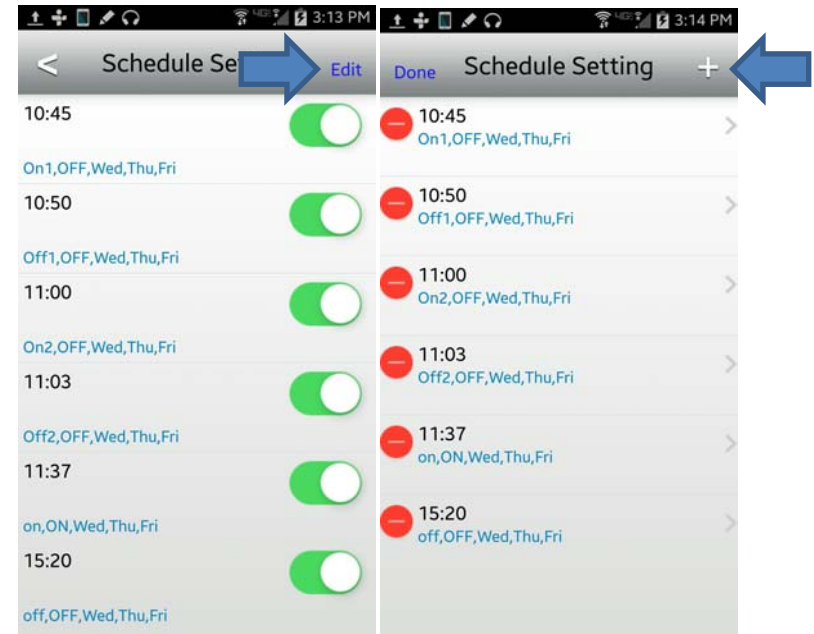 3:13 PM
< Schedule Se Edit
10:45
On1,OFF,Wed,Thu,Fri
10:50
Off1,OFF,Wed,Thu,Fri
11:00
On2,OFF,Wed,Thu,Fri
11:03
Off2,OFF,Wed,Thu,Fri
11:37
on,ON,Wed,Thu,Fri
15:20
off,OFF,Wed,Thu,Fri
3:14 PM
Done Schedule Setting +
10:45
On1,OFF,Wed,Thu,Fri
10:50
Off1,OFF,Wed,Thu,Fri
11:00
On2,OFF,Wed,Thu,Fri
11:03
Off2,OFF,Wed,Thu,Fri
11:37
on,ON,Wed,Thu,Fri
15:20
off,OFF,Wed,Thu,Fri